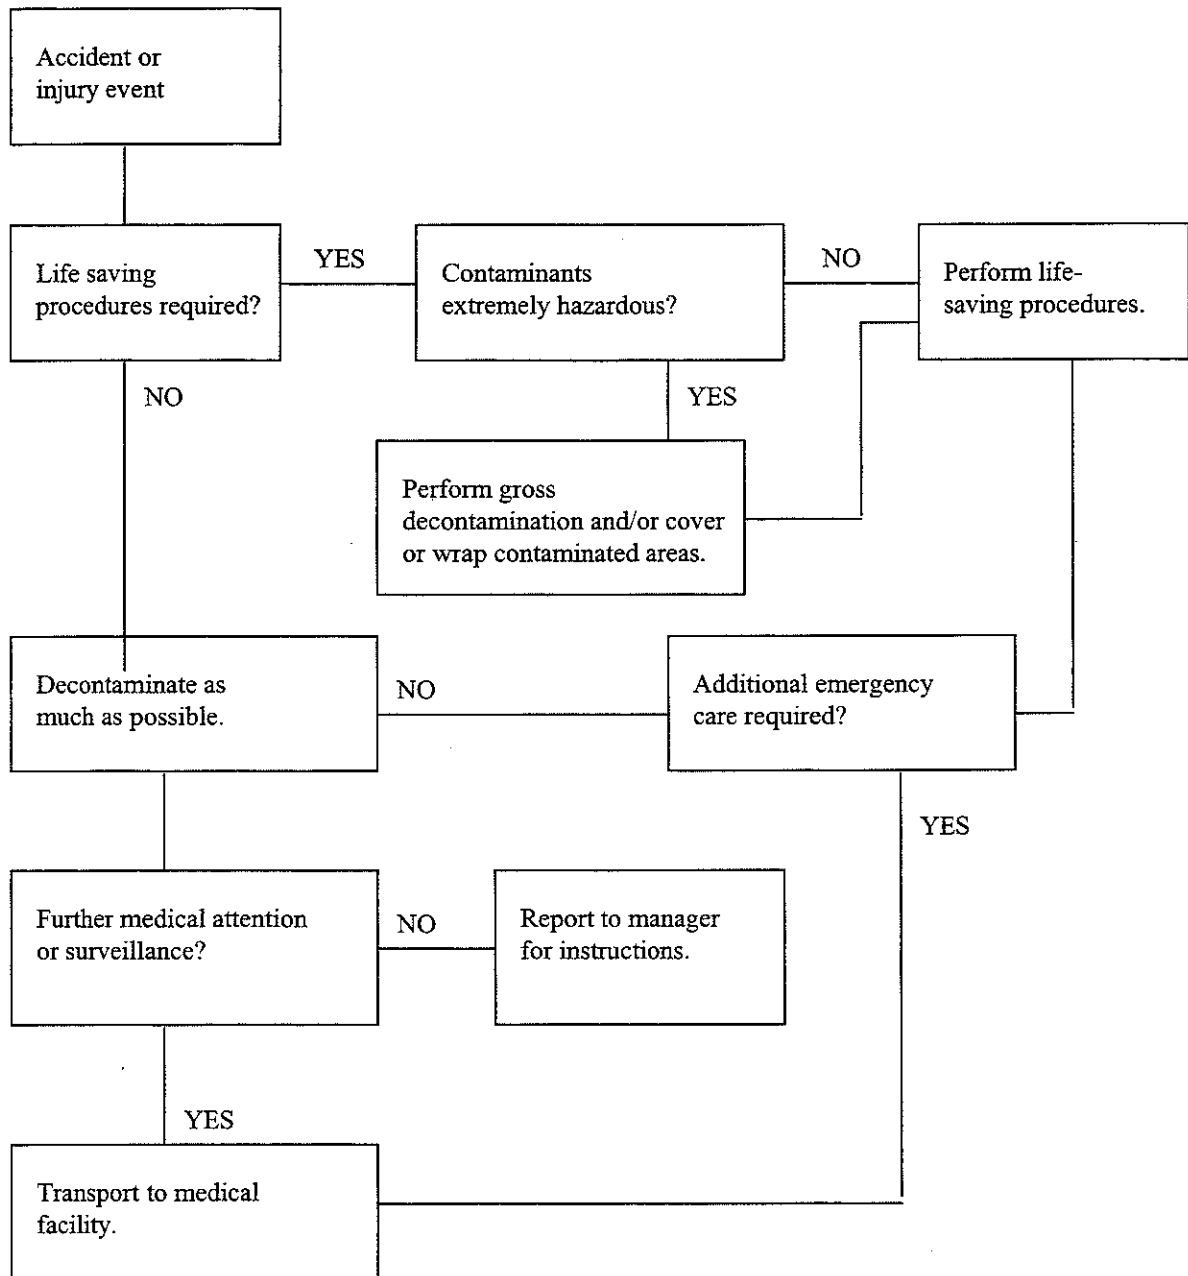 Accident or
injury event
Life saving
procedures required?
YES
Contaminants
extremely hazardous?
NO
Perform life-
saving procedures.
NO
YES
Perform gross
decontamination and/or cover
or wrap contaminated areas.
Decontaminate as
much as possible.
NO
Additional emergency
care required?
YES
Further medical attention
or surveillance?
NO
Report to manager
for instructions.
YES
Transport to medical
facility.